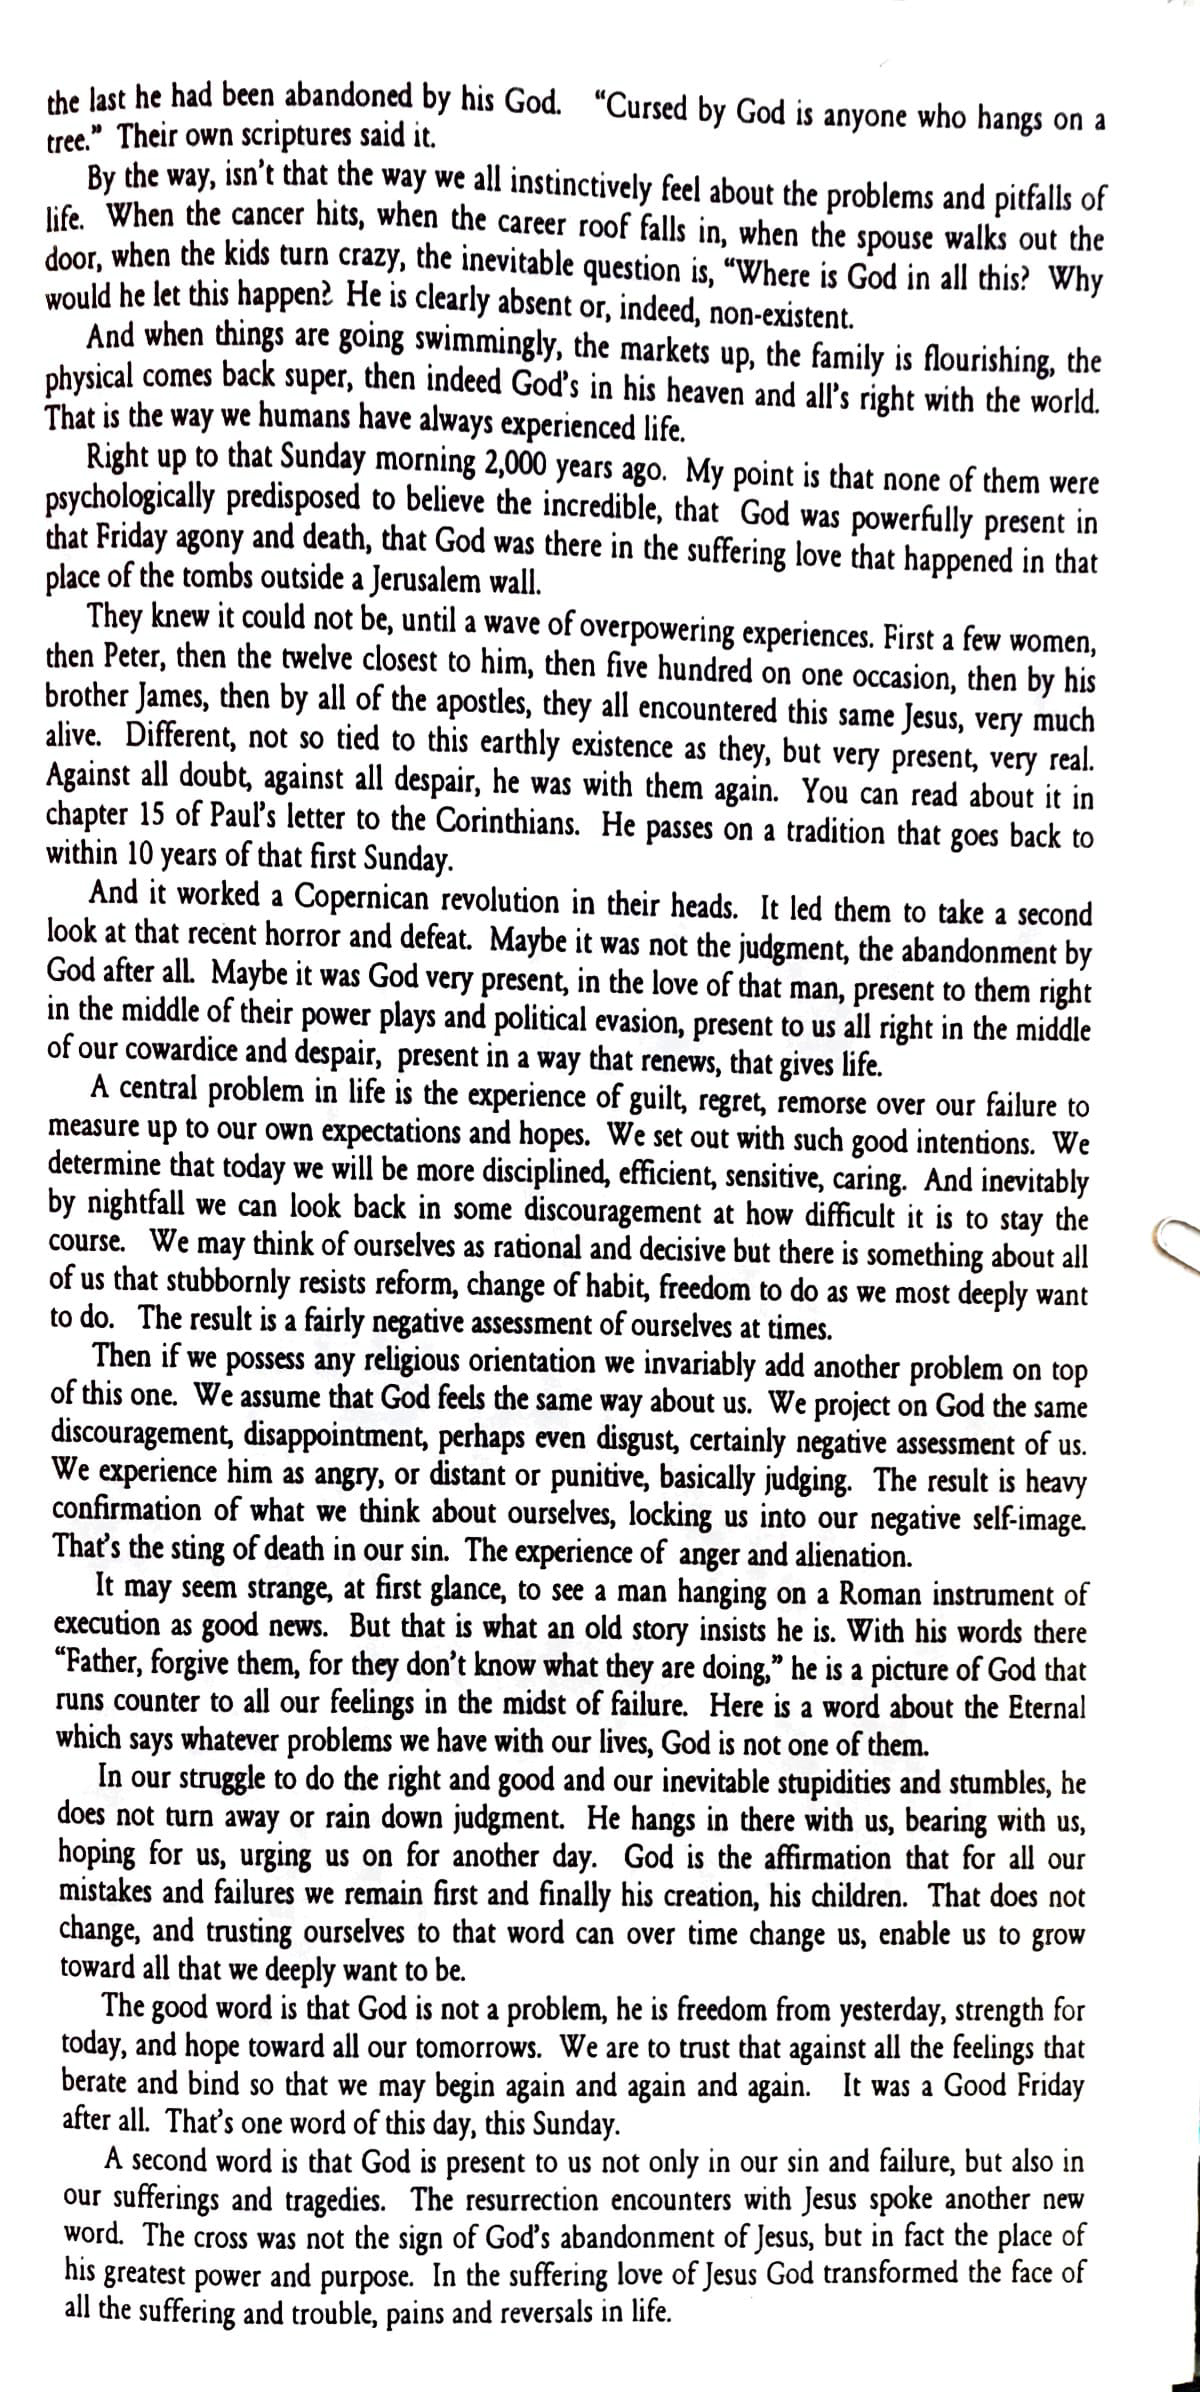 the last he had been abandoned by his God. “Cursed by God is anyone who hangs on a
tree.” Their own scriptures said it.
By the way, isn’t that the way we all instinctively feel about the problems and pitfalls of
life. When the cancer hits, when the career roof falls in, when the spouse walks out the
door, when the kids turn crazy, the inevitable question is, “Where is God in all this? Why
would he let this happen? He is clearly absent or, indeed, non-existent.
And when things are going swimmingly, the markets up, the family is flourishing, the
physical comes back super, then indeed God’s in his heaven and all’s right with the world.
That is the way we humans have always experienced life.
Right up to that Sunday morning 2,000 years ago. My point is that none of them were
psychologically predisposed to believe the incredible, that God was powerfully present in
that Friday agony and death, that God was there in the suffering love that happened in that
place of the tombs outside a Jerusalem wall.
They knew it could not be, until a wave of overpowering experiences. First a few women,
then Peter, then the twelve closest to him, then five hundred on one occasion, then by his
brother James, then by all of the apostles, they all encountered this same Jesus, very much
alive. Different, not so tied to this earthly existence as they, but very present, very real.
Against all doubt, against all despair, he was with them again. You can read about it in
chapter 15 of Paul’s letter to the Corinthians. He passes on a tradition that goes back to
within 10 years of that first Sunday.
And it worked a Copernican revolution in their heads. It led them to take a second
look at that recent horror and defeat. Maybe it was not the judgment, the abandonment by
God after all. Maybe it was God very present, in the love of that man, present to them right
in the middle of their power plays and political evasion, present to us all right in the middle
of our cowardice and despair, present in a way that renews, that gives life.
A central problem in life is the experience of guilt, regret, remorse over our failure to
measure up to our own expectations and hopes. We set out with such good intentions. We
determine that today we will be more disciplined, efficient, sensitive, caring. And inevitably
by nightfall we can look back in some discouragement at how difficult it is to stay the
course. We may think of ourselves as rational and decisive but there is something about all
of us that stubbornly resists reform, change of habit, freedom to do as we most deeply want
to do. The result is a fairly negative assessment of ourselves at times.
Then if we possess any religious orientation we invariably add another problem on top
of this one. We assume that God feels the same way about us. We project on God the same
discouragement, disappointment, perhaps even disgust, certainly negative assessment of us.
We experience him as angry, or distant or punitive, basically judging. The result is heavy
confirmation of what we think about ourselves, locking us into our negative self-image.
That’s the sting of death in our sin. The experience of anger and alienation.
It may seem strange, at first glance, to see a man hanging on a Roman instrument of
execution as good news. But that is what an old story insists he is. With his words there
“Father, forgive them, for they don’t know what they are doing,” he is a picture of God that
runs counter to all our feelings in the midst of failure. Here is a word about the Eternal
which says whatever problems we have with our lives, God is not one of them.
In our struggle to do the right and good and our inevitable stupidities and stumbles, he
does not turn away or rain down judgment. He hangs in there with us, bearing with us,
hoping for us, urging us on for another day. God is the affirmation that for all our
mistakes and failures we remain first and finally his creation, his children. That does not
change, and trusting ourselves to that word can over time change us, enable us to grow
toward all that we deeply want to be.
The good word is that God is not a problem, he is freedom from yesterday, strength for
today, and hope toward all our tomorrows. We are to trust that against all the feelings that
berate and bind so that we may begin again and again and again. It was a Good Friday
after all. That’s one word of this day, this Sunday.
A second word is that God is present to us not only in our sin and failure, but also in
our sufferings and tragedies. The resurrection encounters with Jesus spoke another new
word. The cross was not the sign of God’s abandonment of Jesus, but in fact the place of
his greatest power and purpose. In the suffering love of Jesus God transformed the face of
all the suffering and trouble, pains and reversals in life.